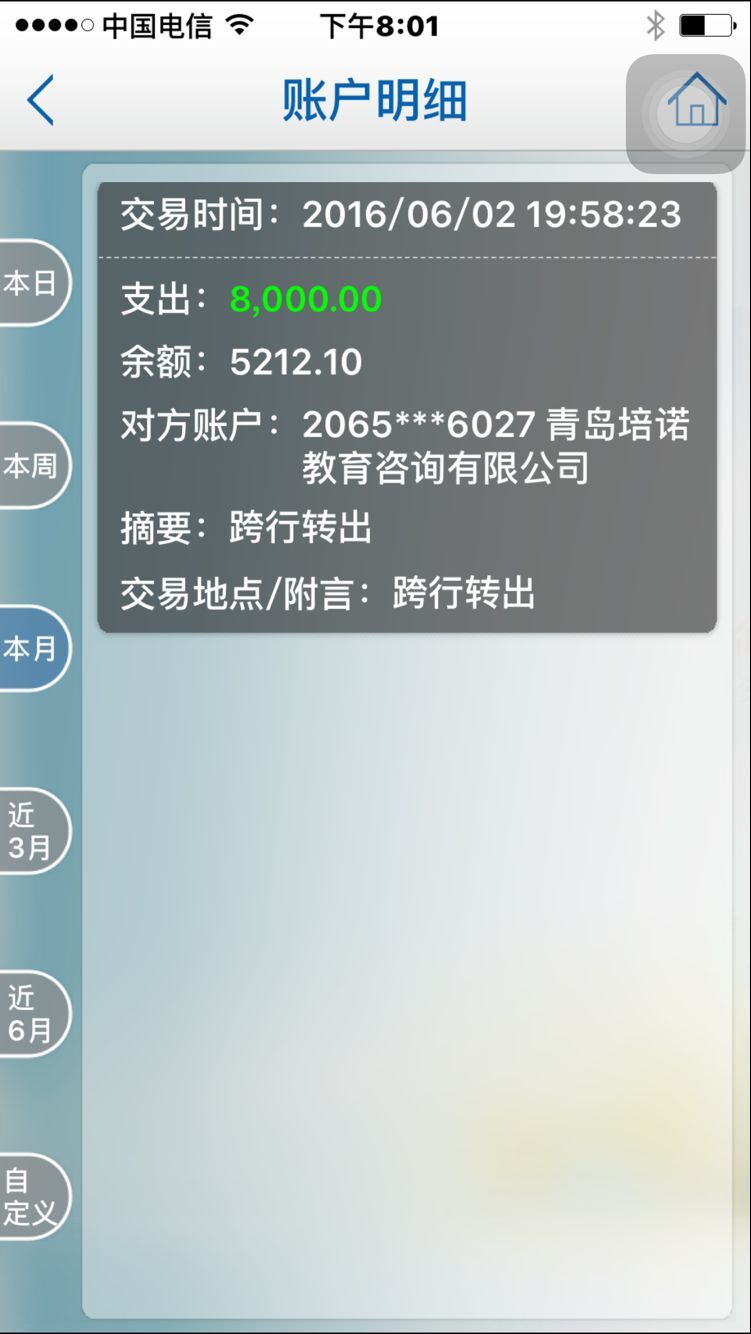 中国电信 下午8:01
账户明细
交易时间：2016/06/02 19:58:23
支出：8,000.00
余额：5212.10
对方账户：2065***6027 青岛培诺
教育咨询有限公司
摘要：跨行转出
交易地点/附言：跨行转出
本日
本周
本月
近
3月
近
6月
自
定义